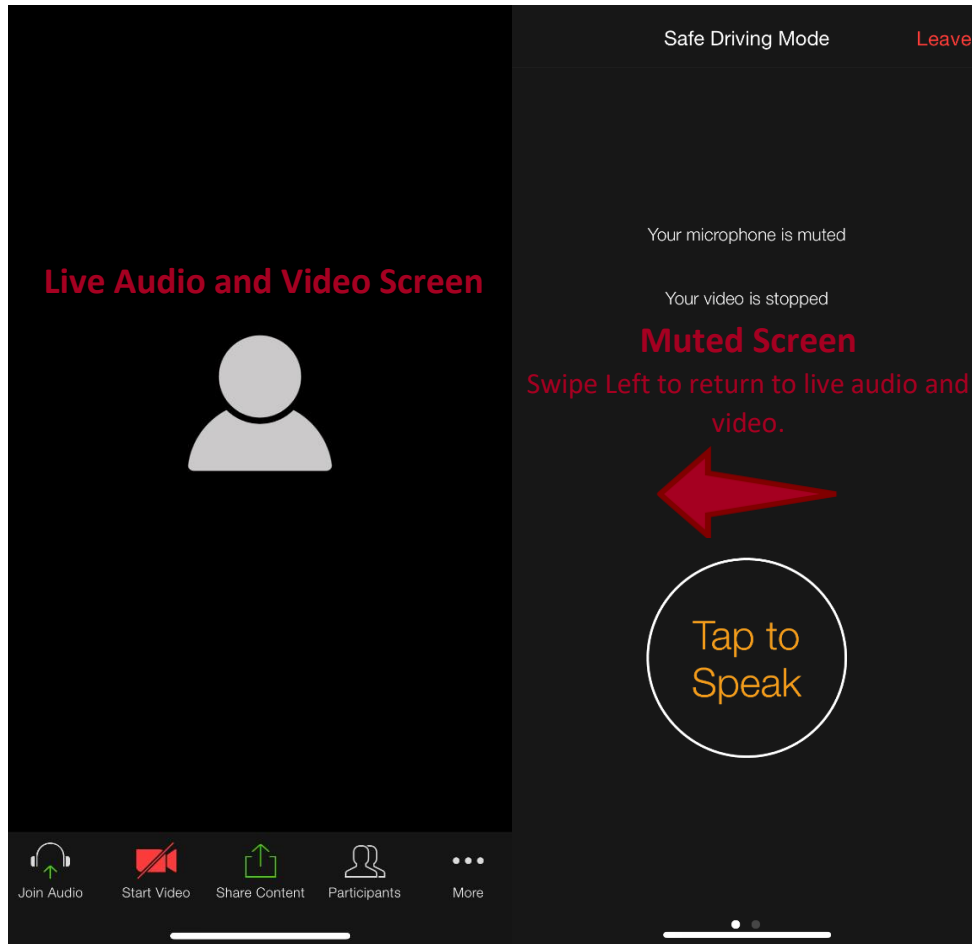 Live Audio and Video Screen
Join Audio
Start Video
Share Content
Participants
More
Safe Driving Mode
Leave
Your microphone is muted
Your video is stopped
Muted Screen
Swipe Left to return to live audio and
video.
Tap to
Speak